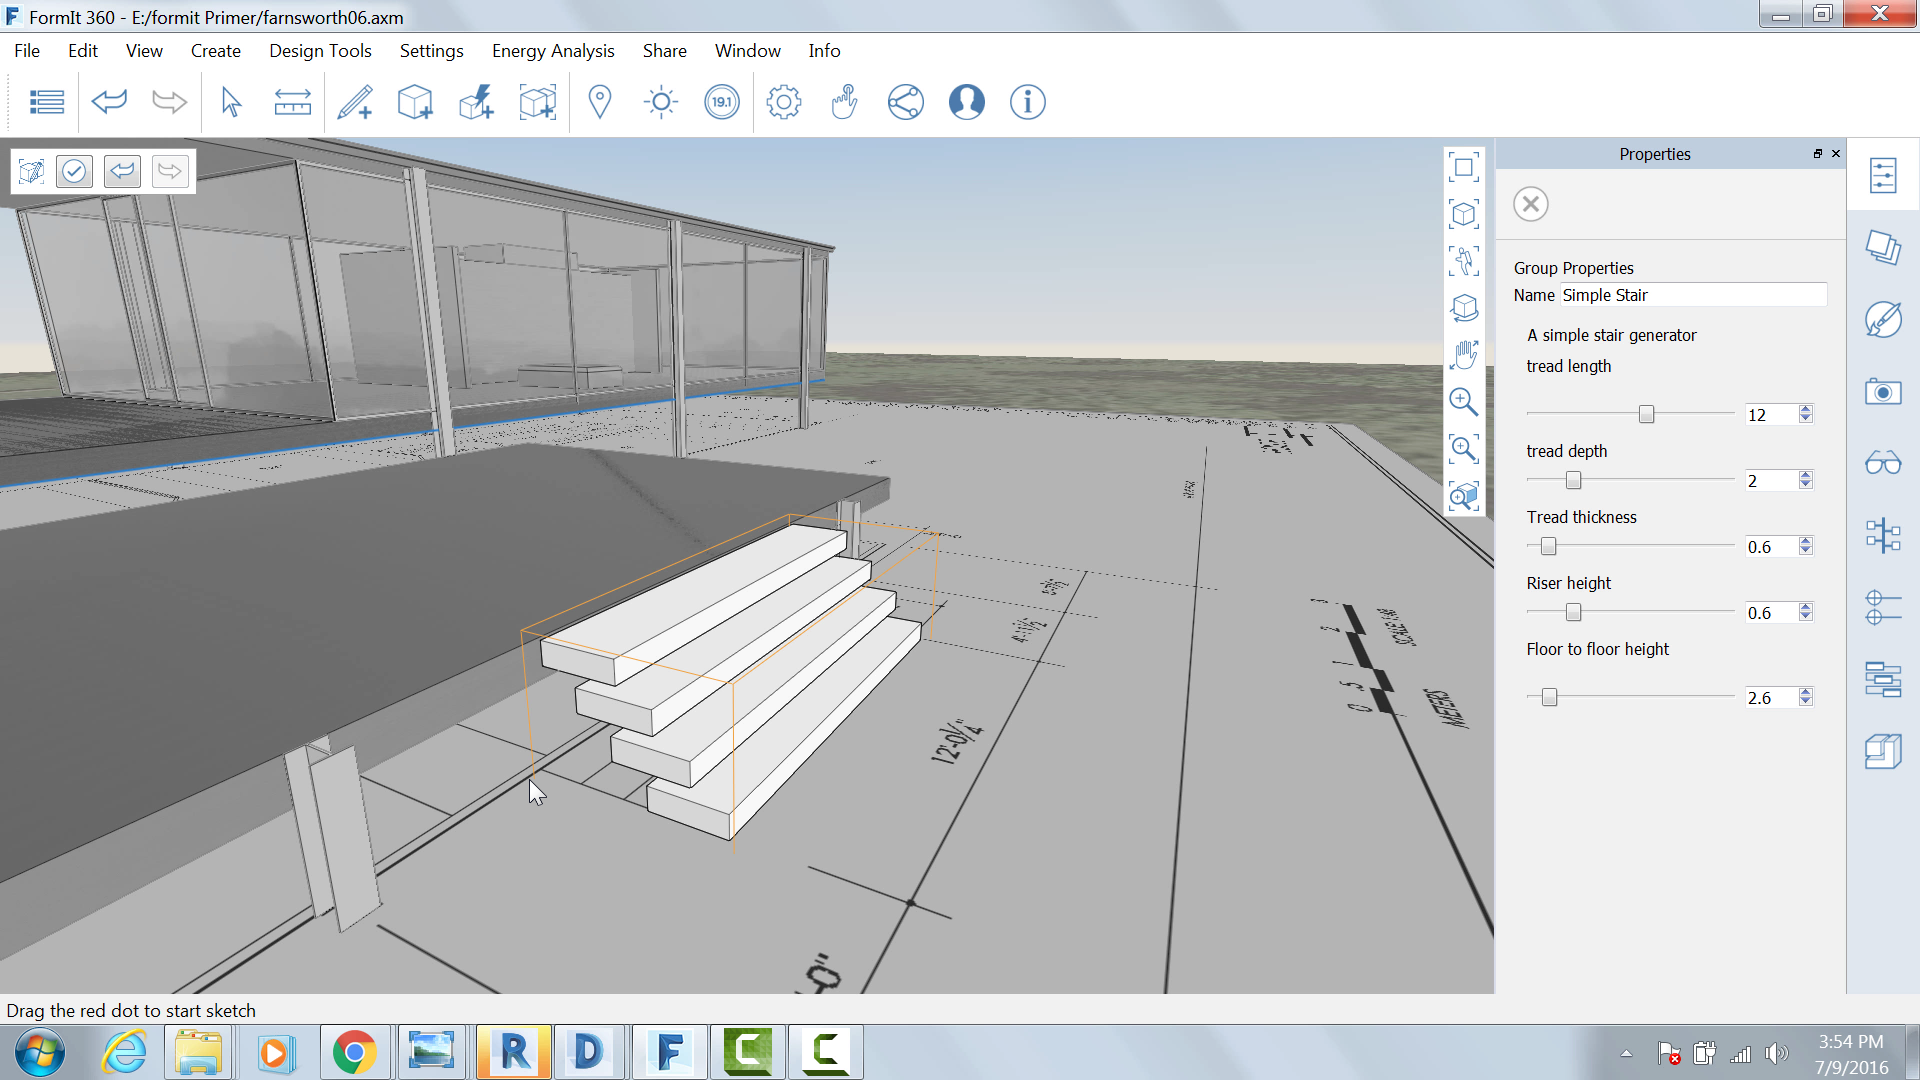 FormIt 360 - E:/formit Primer/farnsworth06.axm
File Edit View Create Design Tools Settings Energy Analysis Share Window Info
19.1
Properties
Group Properties
Name Simple Stair
A simple stair generator
tread length
12
tread depth
2
Tread thickness
0.6
Riser height
0.6
Floor to floor height
2.6
12'-0¼"
METERS
Drag the red dot to start sketch
R D F C C
3:54 PM
7/9/2016